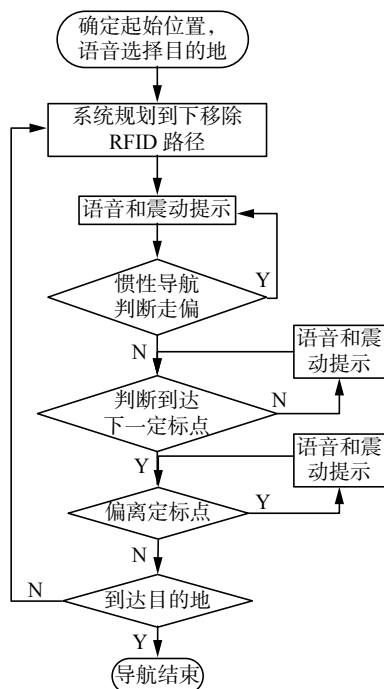 确定起始位置，
语音选择目的地
系统规划到下移除
RFID 路径
语音和震动提示
惯性导航
判断走偏
Y
N
语音和震
动提示
判断到达
下一定标点
N
Y
语音和震
动提示
偏离定标点
Y
N
到达目的地
N
Y
导航结束